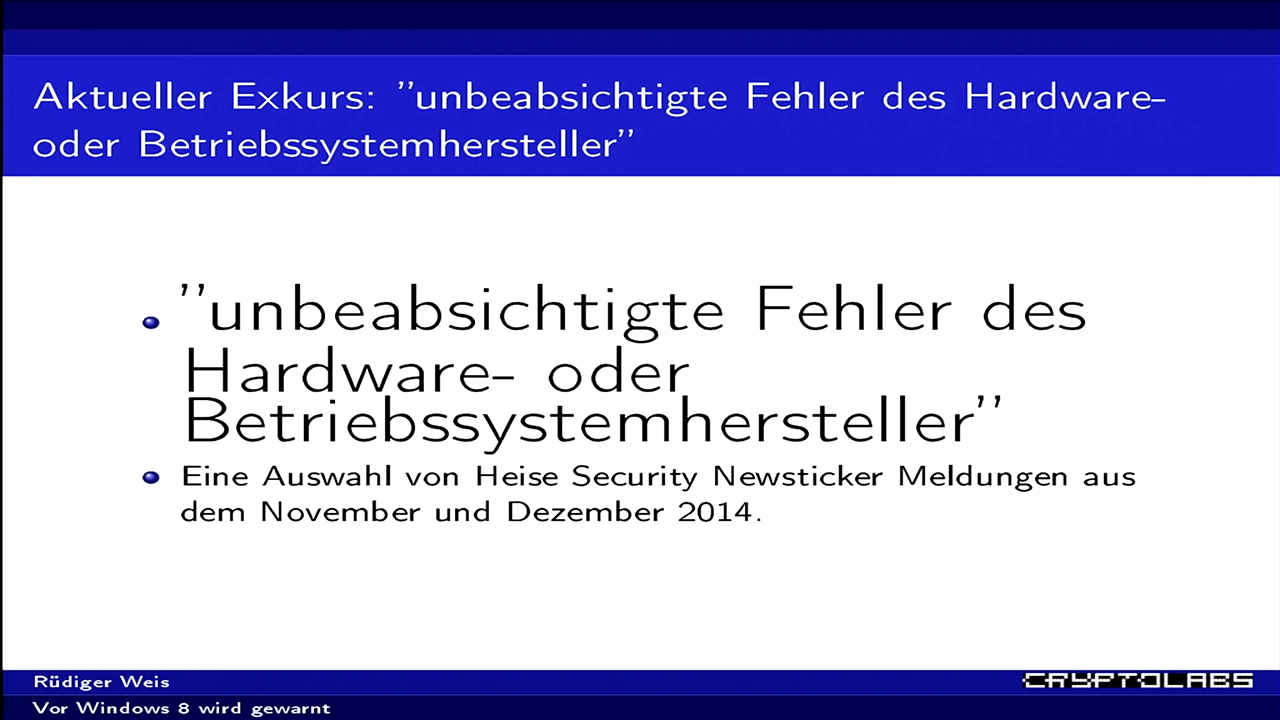 Aktueller Exkurs: ”unbeabsichtigte Fehler des Hardware-
oder Betriebssystemhersteller”
”unbeabsichtigte Fehler des
Hardware- oder
Betriebssystemhersteller”
Eine Auswahl von Heise Security Newsticker Meldungen aus
dem November und Dezember 2014.
Rüdiger Weis
CRYPTOLABS
Vor Windows 8 wird gewarnt